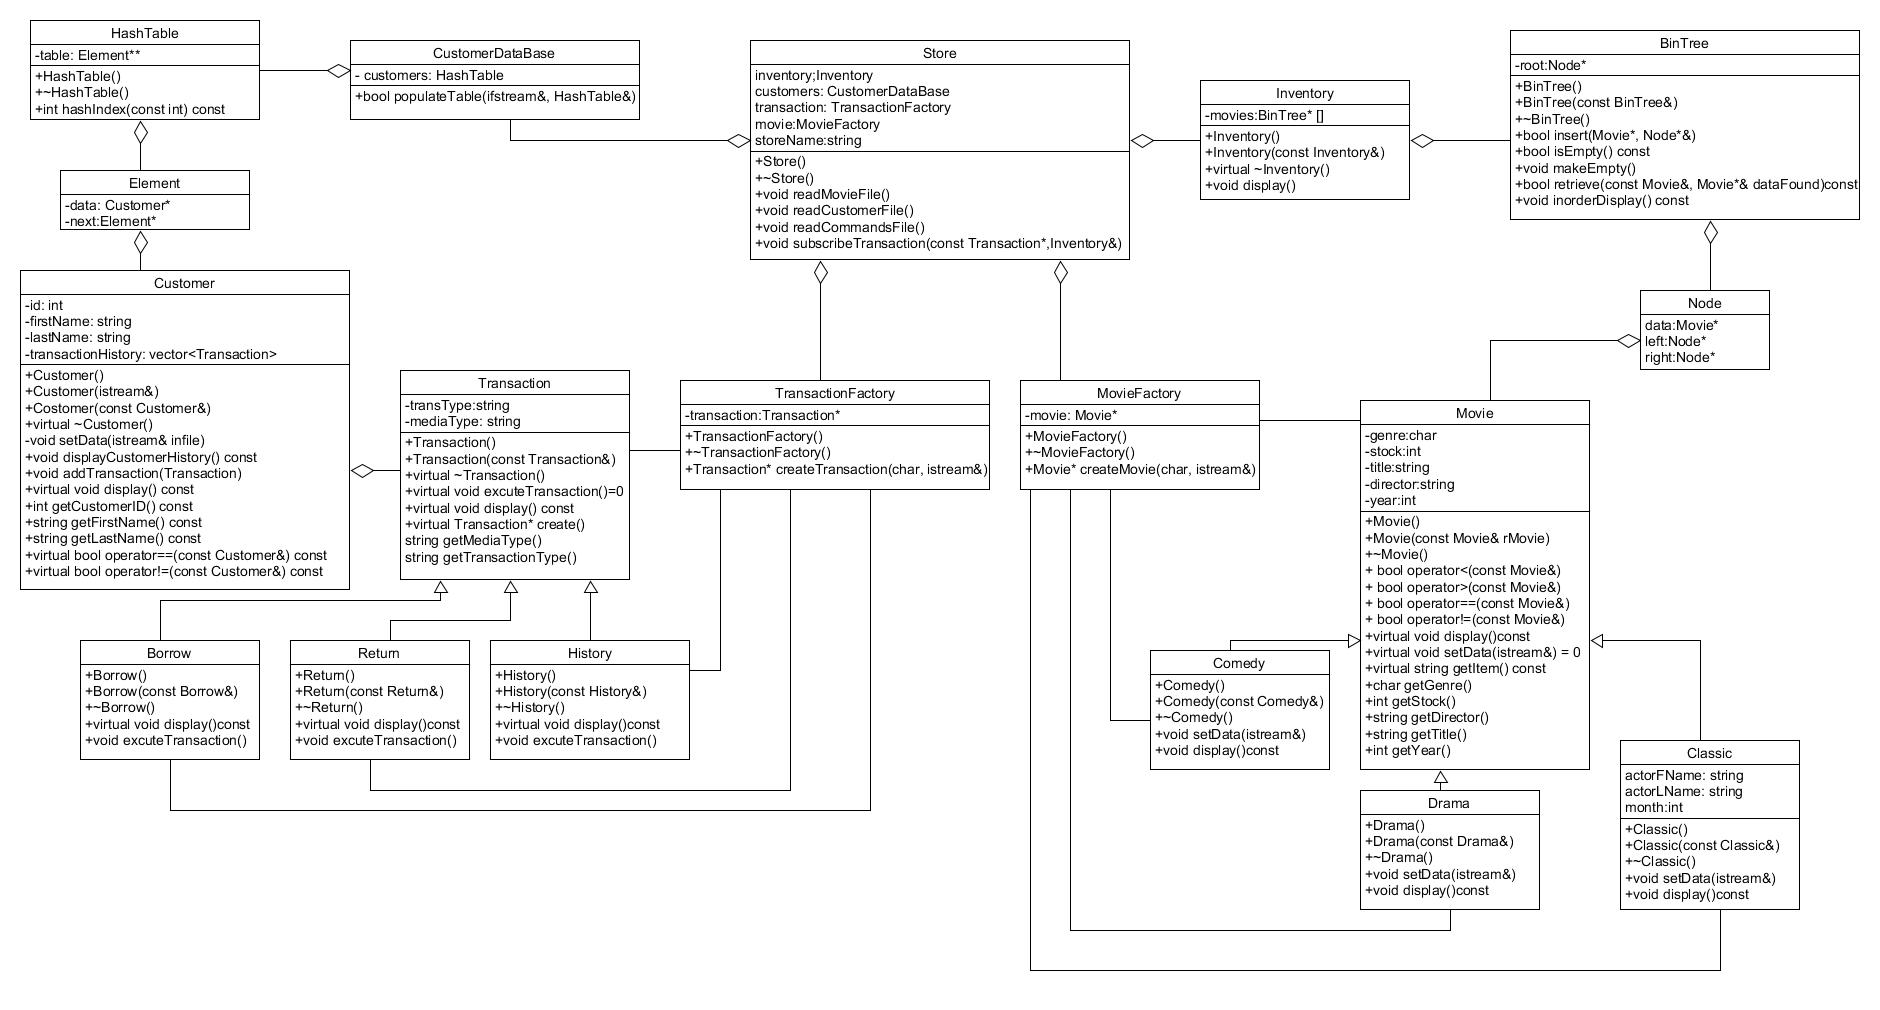 HashTable
-table: Element**
+HashTable()
+~HashTable()
+int hashIndex(const int) const
CustomerDataBase
- customers: HashTable
+bool populateTable(ifstream&, HashTable&)
Store
inventory;Inventory
customers: CustomerDataBase
transaction: TransactionFactory
movie:MovieFactory
storeName:string
+Store()
+~Store()
+void readMovieFile()
+void readCustomerFile()
+void readCommandsFile()
+void subscribeTransaction(const Transaction*,Inventory&)
Inventory
-movies:BinTree* []
+Inventory()
+Inventory(const Inventory&)
+virtual ~Inventory()
+void display()
BinTree
-root:Node*
+BinTree()
+BinTree(const BinTree&)
+~BinTree()
+bool insert(Movie*, Node*&)
+bool isEmpty() const
+void makeEmpty()
+bool retrieve(const Movie&, Movie*& dataFound)const
+void inorderDisplay() const
Element
-data: Customer*
-next:Element*
Customer
-id: int
-firstName: string
-lastName: string
-transactionHistory: vector<Transaction>
+Customer()
+Customer(istream&)
+Costomer(const Customer&)
+virtual ~Customer()
-void setData(istream& infile)
+void displayCustomerHistory() const
+void addTransaction(Transaction)
+virtual void display() const
+int getCustomerID() const
+string getFirstName() const
+string getLastName() const
+virtual bool operator==(const Customer&) const
+virtual bool operator!=(const Customer&) const
Node
data:Movie*
left:Node*
right:Node*
Transaction
-transType:string
-mediaType: string
+Transaction()
+Transaction(const Transaction&)
+virtual ~Transaction()
+virtual void excuteTransaction()=0
+virtual void display() const
+virtual Transaction* create()
string getMediaType()
string getTransactionType()
TransactionFactory
-transaction:Transaction*
+TransactionFactory()
+~TransactionFactory()
+Transaction* createTransaction(char, istream&)
MovieFactory
-movie: Movie*
+MovieFactory()
+~MovieFactory()
+Movie* createMovie(char, istream&)
Movie
-genre:char
-stock:int
-title:string
-director:string
-year:int
+Movie()
+Movie(const Movie& rMovie)
+~Movie()
+ bool operator<(const Movie&)
+ bool operator>(const Movie&)
+ bool operator==(const Movie&)
+ bool operator!=(const Movie&)
+virtual void display()const
+virtual void setData(istream&) = 0
+virtual string getItem() const
+char getGenre()
+int getStock()
+string getDirector()
+string getTitle()
+int getYear()
Borrow
+Borrow()
+Borrow(const Borrow&)
+~Borrow()
+virtual void display()const
+void excuteTransaction()
Return
+Return()
+Return(const Return&)
+~Return()
+virtual void display()const
+void excuteTransaction()
History
+History()
+History(const History&)
+~History()
+virtual void display()const
+void excuteTransaction()
Comedy
+Comedy()
+Comedy(const Comedy&)
+~Comedy()
+void setData(istream&)
+void display()const
Drama
+Drama()
+Drama(const Drama&)
+~Drama()
+void setData(istream&)
+void display()const
Classic
actorFName: string
actorLName: string
month:int
+Classic()
+Classic(const Classic&)
+~Classic()
+void setData(istream&)
+void display()const